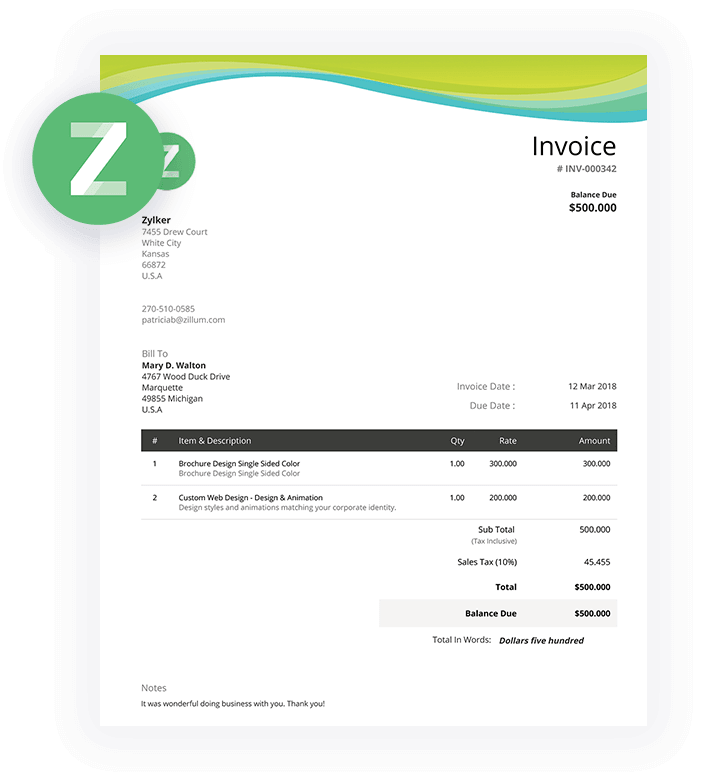 Z Z
Invoice
# INV-000342
Balance Due
$500.000
Zylker
7455 Drew Court
White City
Kansas
66872
U.S.A
270-510-0585
patriciab@zillum.com
Bill To
Mary D. Walton
4767 Wood Duck Drive
Marquette
49855 Michigan
U.S.A
Invoice Date : 12 Mar 2018
Due Date : 11 Apr 2018
# Item & Description Qty Rate Amount
1 Brochure Design Single Sided Color 1.00 300.000 300.000
Brochure Design Single Sided Color
2 Custom Web Design - Design & Animation 1.00 200.000 200.000
Design styles and animations matching your corporate identity.
Sub Total 500.000
(Tax Inclusive)
Sales Tax (10%) 45.455
Total $500.000
Balance Due $500.000
Total In Words: Dollars five hundred
Notes
It was wonderful doing business with you. Thank you!